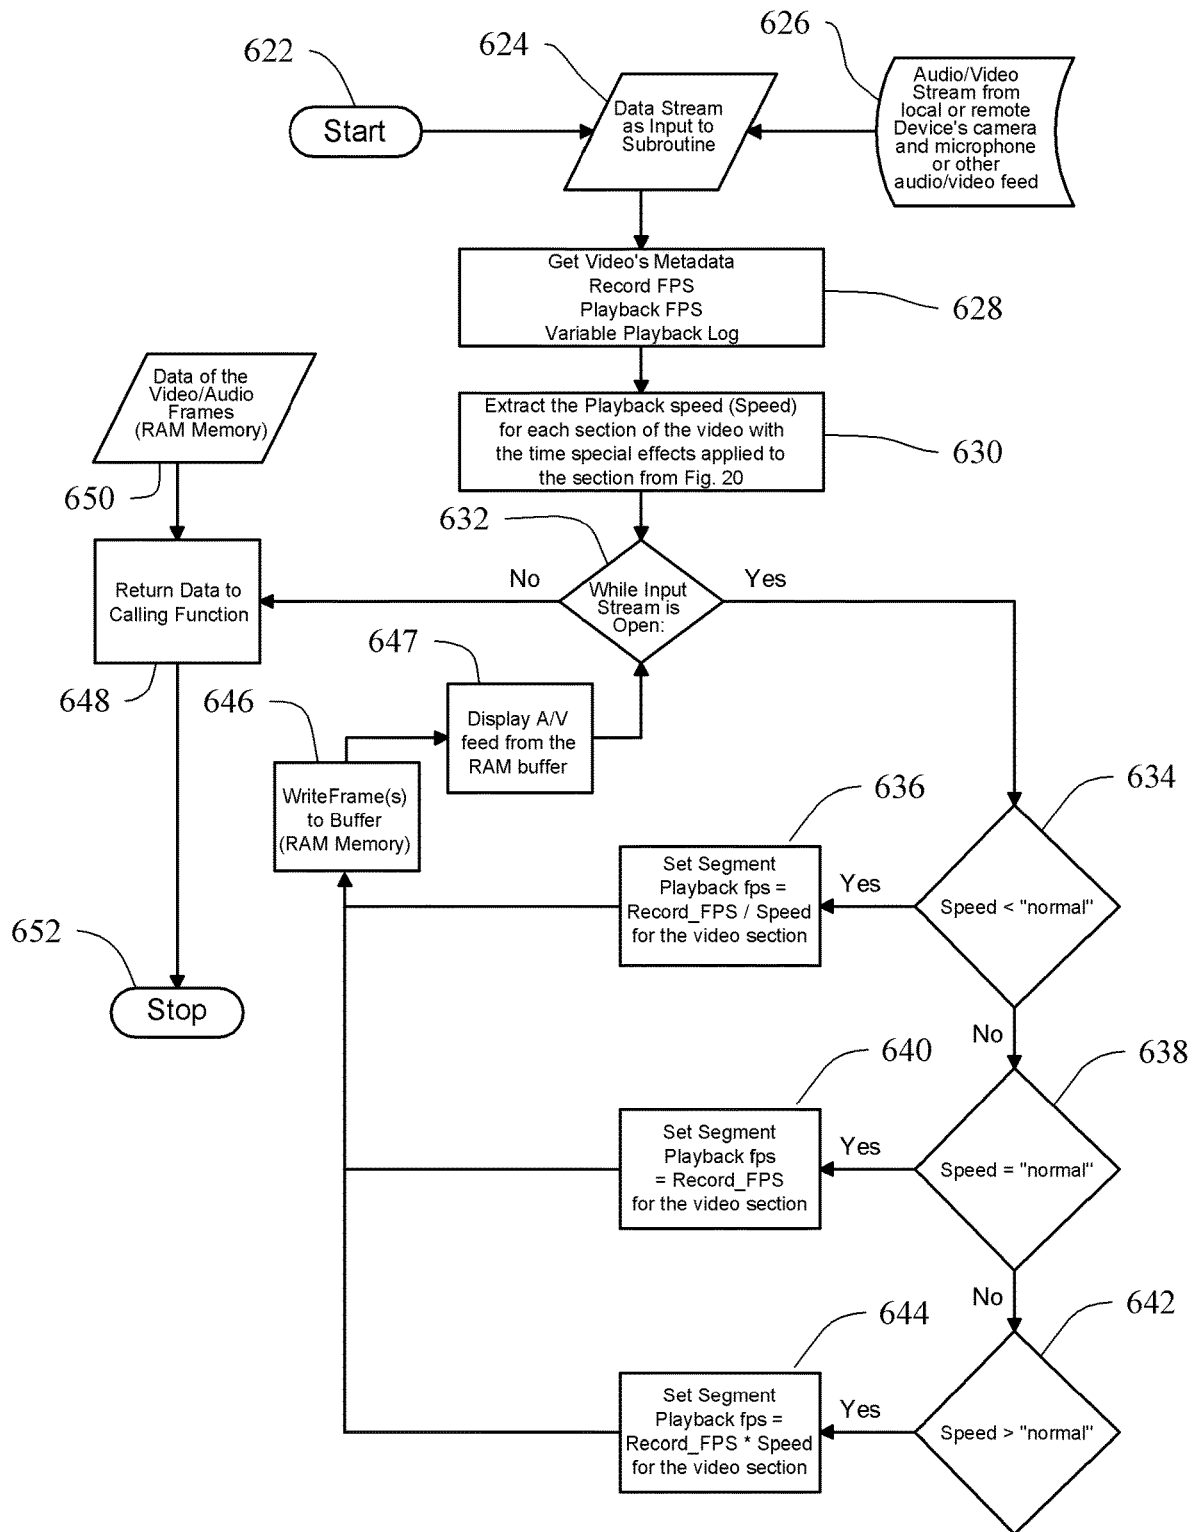 622
624
626
Start
Data Stream
as Input to
Subroutine
Audio/Video
Stream from
local or remote
Device's camera
and microphone
or other
audio/video feed
Get Video's Metadata
Record FPS
Playback FPS
Variable Playback Log
628
Data of the
Video/Audio
Frames
(RAM Memory)
650
Extract the Playback speed (Speed)
for each section of the video with
the time special effects applied to
the section from Fig. 20
630
632
No
Yes
While Input
Stream is
Open:
Return Data to
Calling Function
648
647
646
Display A/V
feed from the
RAM buffer
WriteFrame(s)
to Buffer
(RAM Memory)
636
634
Set Segment
Playback fps =
Record_FPS / Speed
for the video section
Yes
Speed < "normal"
652
Stop
No
640
638
Set Segment
Playback fps
= Record_FPS
for the video section
Yes
Speed = "normal"
No
644
642
Set Segment
Playback fps =
Record_FPS * Speed
for the video section
Yes
Speed > "normal"